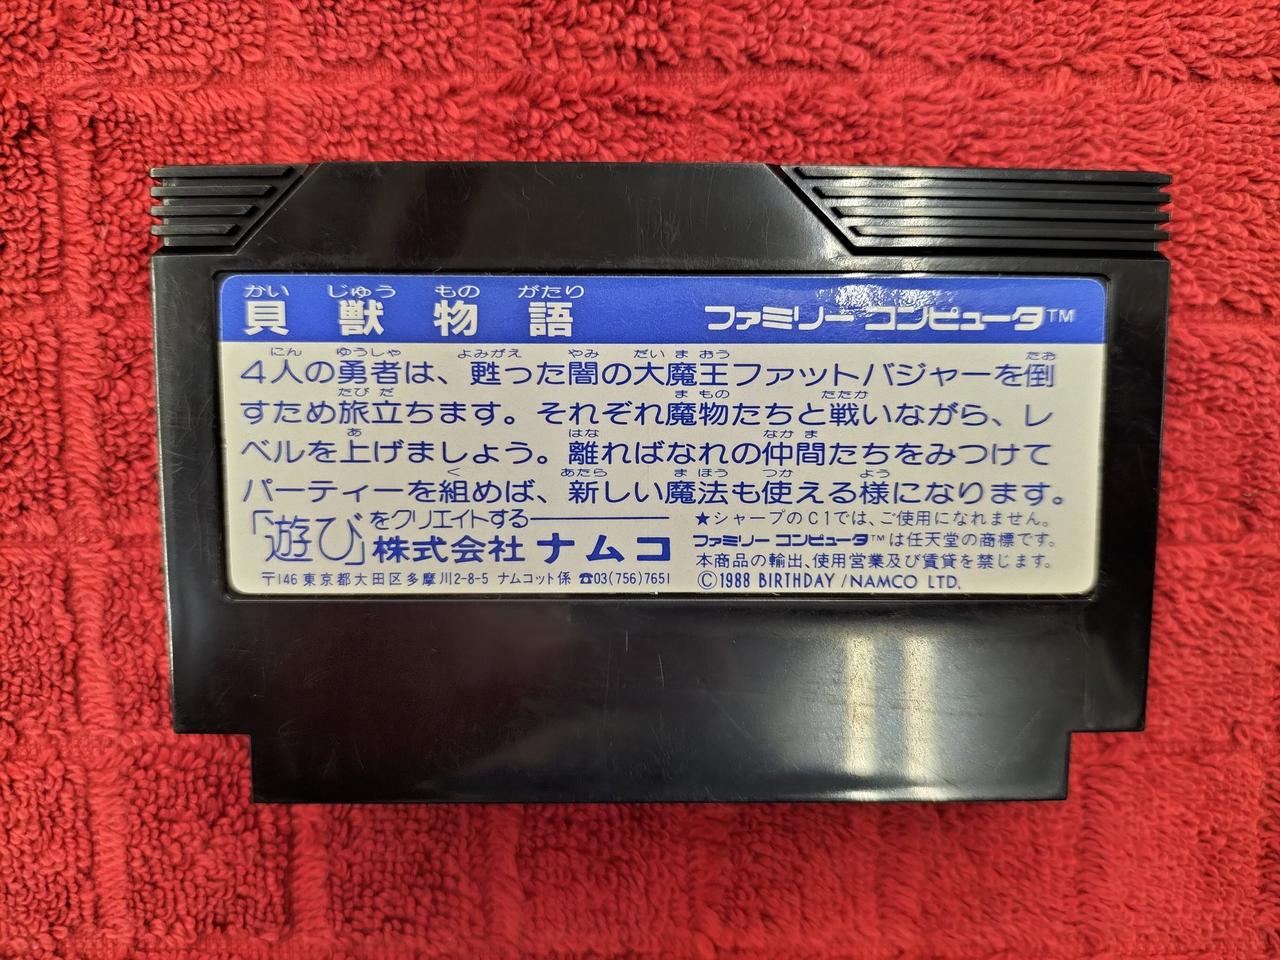 かい じゅう もの がたり
貝獣物語 ファミリーコンピュータ™
にん ゆうしゃ よみがえ やみ だい ま おう たお
4人の勇者は、甦った闇の大魔王ファットバジャーを倒
たび だ ま もの たたか
すため旅立ちます。それぞれ魔物たちと戦いながら、レ
あ はな なか ま
ベルを上げましょう。離ればなれの仲間たちをみつけて
く あたら ま ほう つか よう
パーティーを組めば、新しい魔法も使える様になります。
「遊び」をクリエイトする
株式会社ナムコ
〒146 東京都大田区多摩川2-8-5 ナムコット係 ☎03(756)7651
★シャープのC1では、ご使用になれません。
ファミリーコンピュータ™は任天堂の商標です。
本商品の輸出、使用営業及び賃貸を禁じます。
©1988 BIRTHDAY/NAMCO LTD.